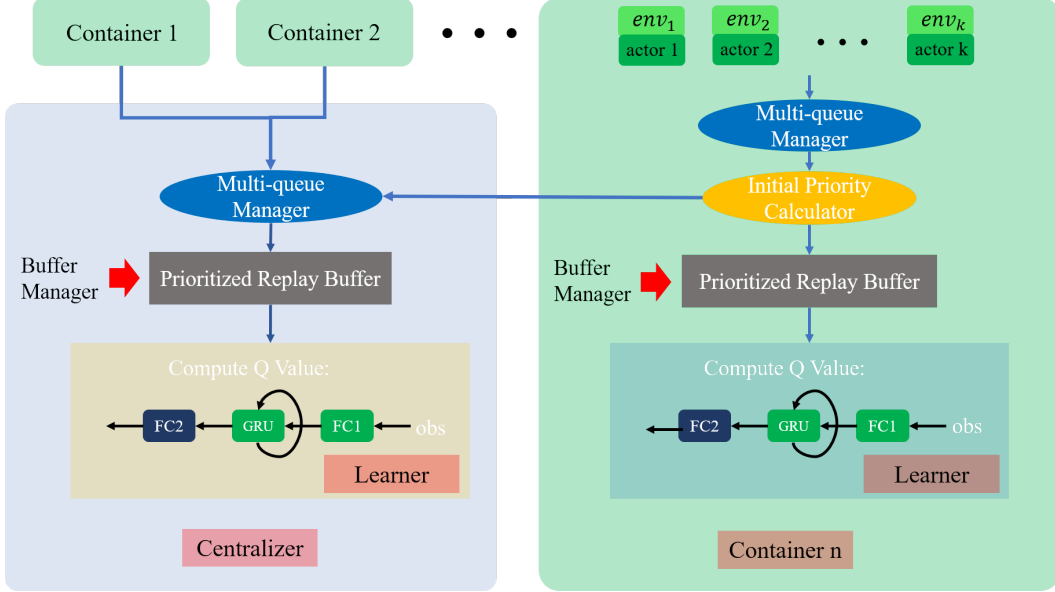 Container 1
Container 2
• • •
Multi-queue
Manager
Buffer
Manager
Prioritized Replay Buffer
Compute Q Value:
FC2
GRU
FC1
obs
Learner
Centralizer
env₁
actor 1
env₂
actor 2
• • •
envₖ
actor k
Multi-queue
Manager
Initial Priority
Calculator
Buffer
Manager
Prioritized Replay Buffer
Compute Q Value:
FC2
GRU
FC1
obs
Learner
Container n